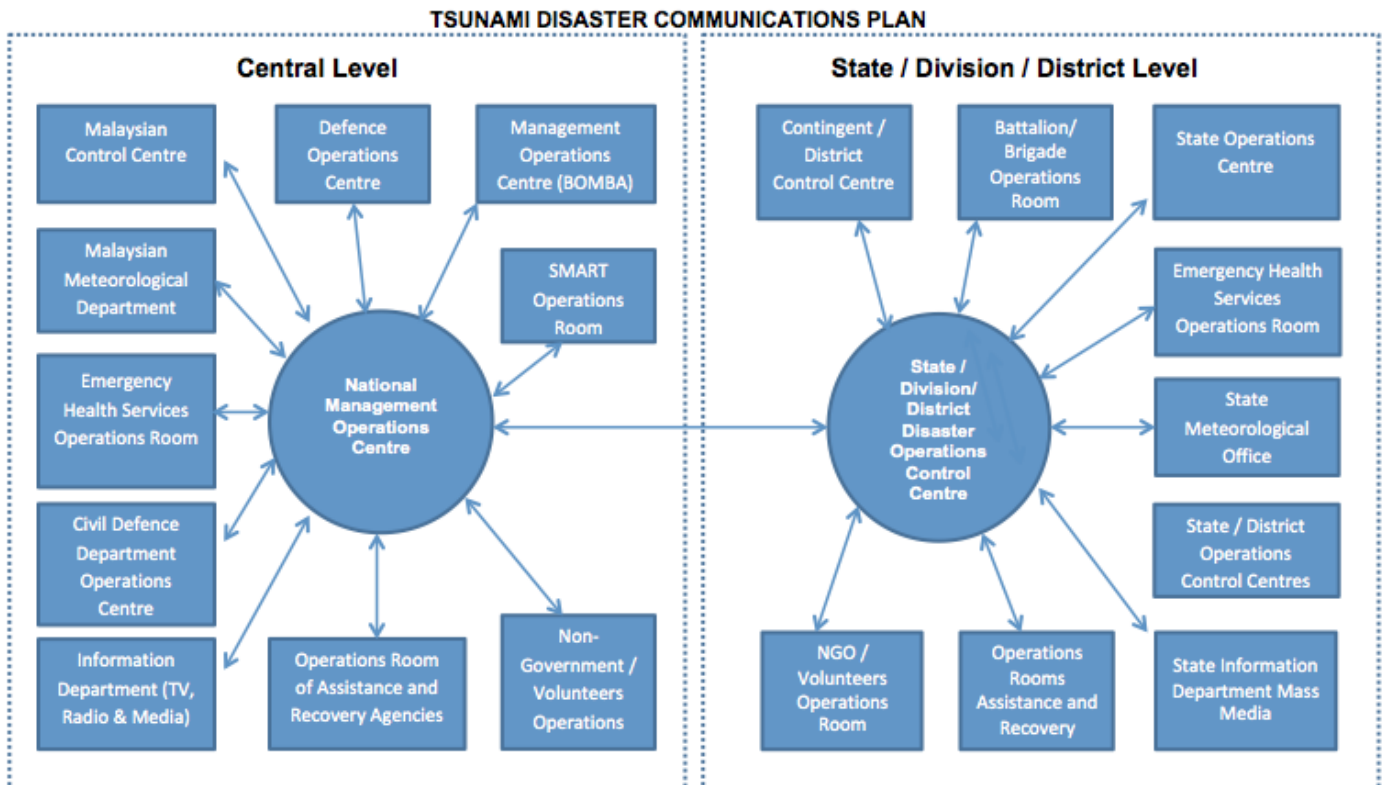 TSUNAMI DISASTER COMMUNICATIONS PLAN
Central Level
Malaysian
Control Centre
Defence
Operations
Centre
Management
Operations
Centre (BOMBA)
Malaysian
Meteorological
Department
SMART
Operations
Room
Emergency
Health Services
Operations Room
National
Management
Operations
Centre
Civil Defence
Department
Operations
Centre
Information
Department (TV,
Radio & Media)
Operations Room
of Assistance and
Recovery Agencies
Non-
Government /
Volunteers
Operations
State / Division / District Level
Contingent /
District
Control Centre
Battalion/
Brigade
Operations
Room
State Operations
Centre
Emergency Health
Services
Operations Room
State /
Division/
District
Disaster
Operations
Control
Centre
State
Meteorological
Office
State / District
Operations
Control Centres
NGO /
Volunteers
Operations
Room
Operations
Rooms
Assistance and
Recovery
State Information
Department Mass
Media